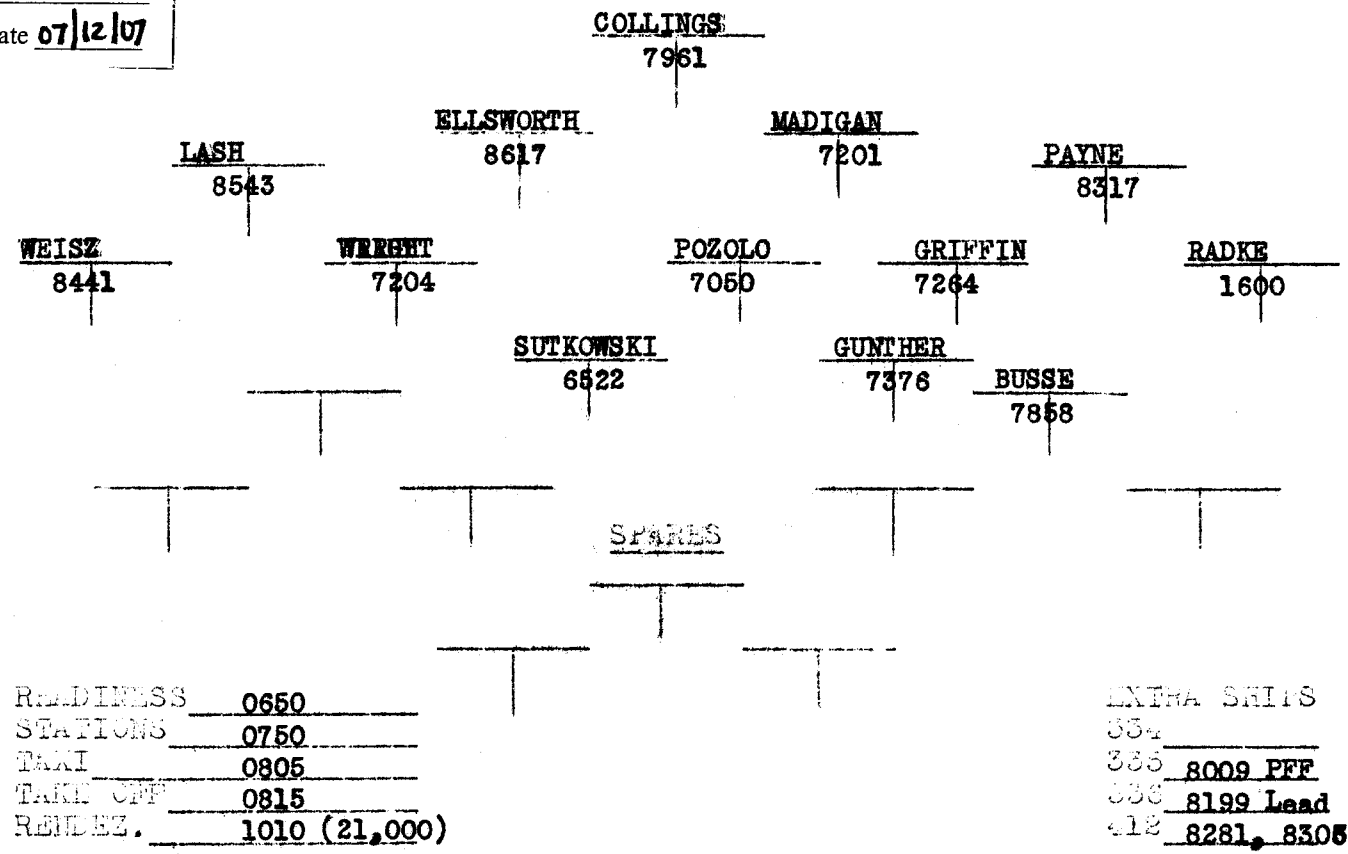 ate 07/12/07
COLLINGS
7961
ELLSWORTH MADIGAN
8617 7201
LASH PAYNE
8543 8317
WEISZ POZOLO GRIFFIN RADKE
8441 7204 7050 7264 1600
SUTKOWSKI GUNTHER
6522 7376
BUSSE
7858
SPARES
READINESS 0650
STATIONS 0750
TAXI 0805
TAKE OFF 0815
RENDEZ. 1010 (21,000)
EXTRA SHIPS
334
335 8009 PFF
336 8199 Lead
412 8281, 8305